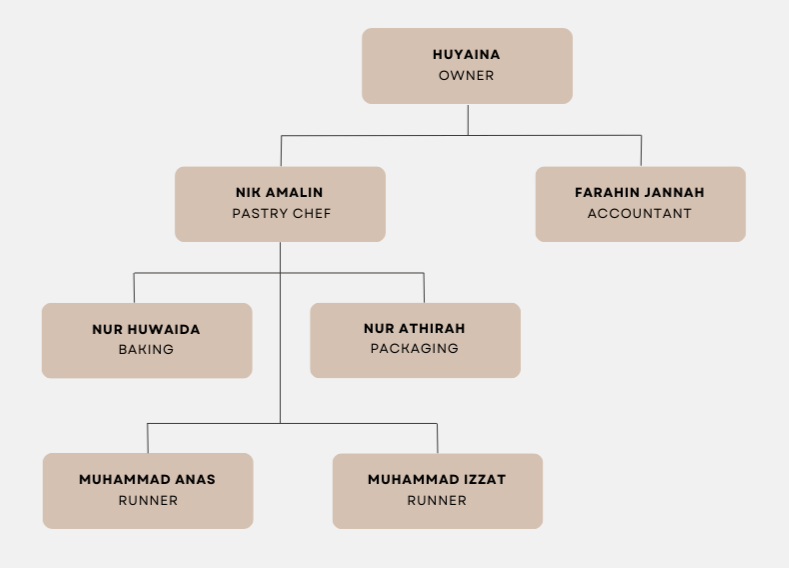 HUYAINA
OWNER
NIK AMALIN
PASTRY CHEF
FARAHIN JANNAH
ACCOUNTANT
NUR HUWAIDA
BAKING
NUR ATHIRAH
PACKAGING
MUHAMMAD ANAS
RUNNER
MUHAMMAD IZZAT
RUNNER